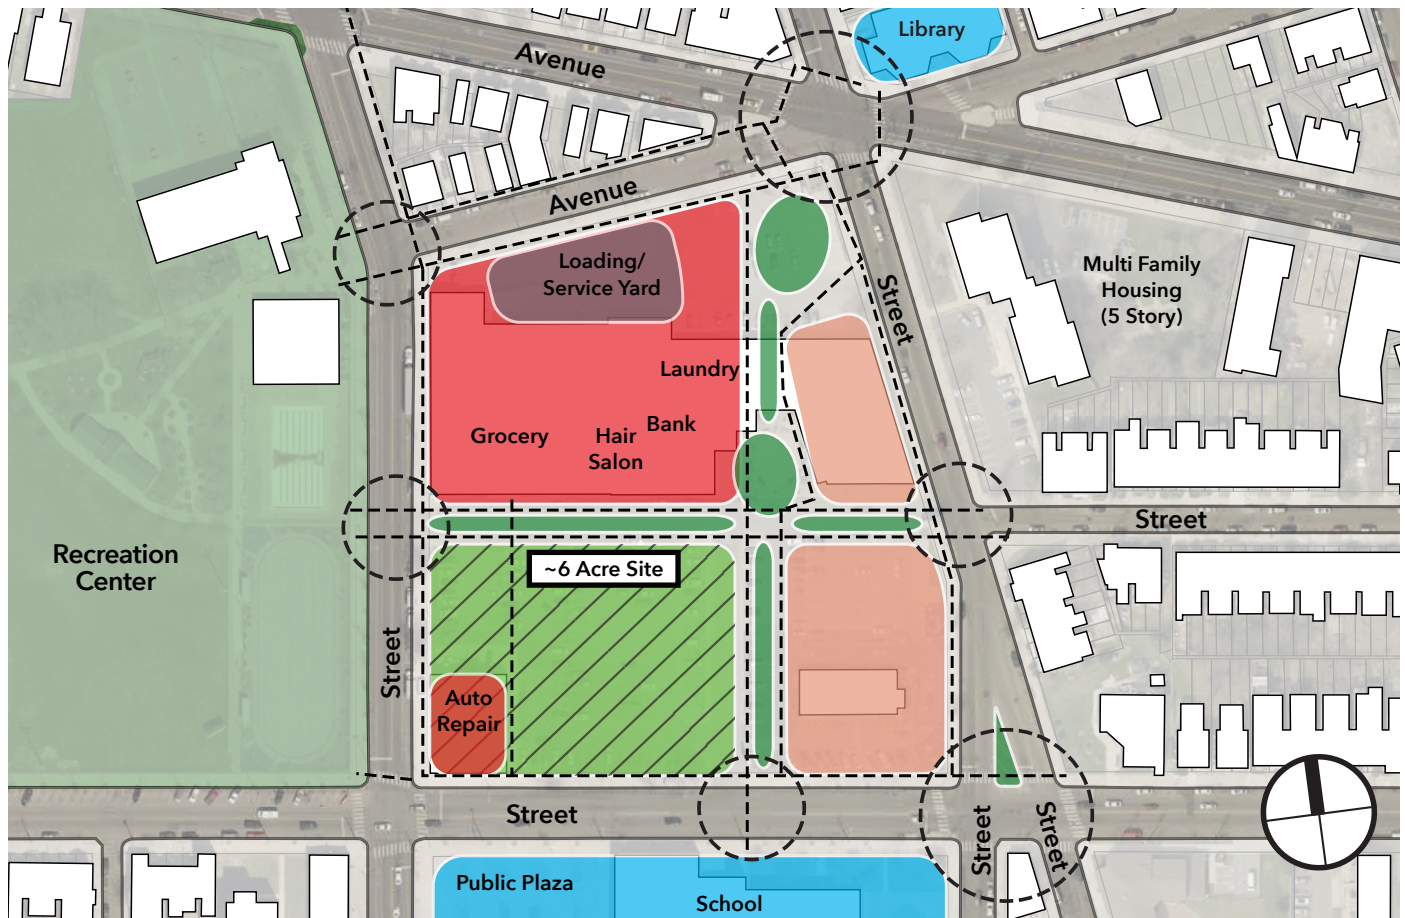 Library
Avenue
Avenue
Loading/
Service Yard
Street
Multi Family
Housing
(5 Story)
Laundry
Bank
Grocery
Hair
Salon
Street
Recreation
Center
~6 Acre Site
Street
Auto
Repair
Street
Street
Street
Public Plaza
School